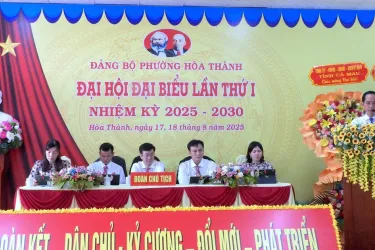 ĐẢNG BỘ PHƯỜNG HÒA THÀNH
ĐẠI HỘI ĐẠI BIỂU LẦN THỨ I
NHIỆM KỲ 2025 - 2030
Hòa Thành, ngày 17, 18 tháng 8 năm 2025
TỈNH CÀ MAU
ĐOÀN CHỦ TỊCH
ĐOÀN KẾT - DÂN CHỦ - KỶ CƯƠNG - ĐỔI MỚI - PHÁT TRIỂN